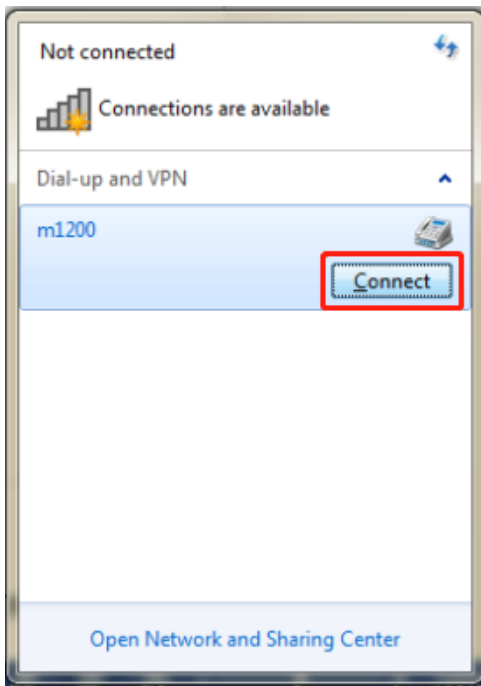 Not connected
Connections are available
Dial-up and VPN
m1200
Connect
Open Network and Sharing Center